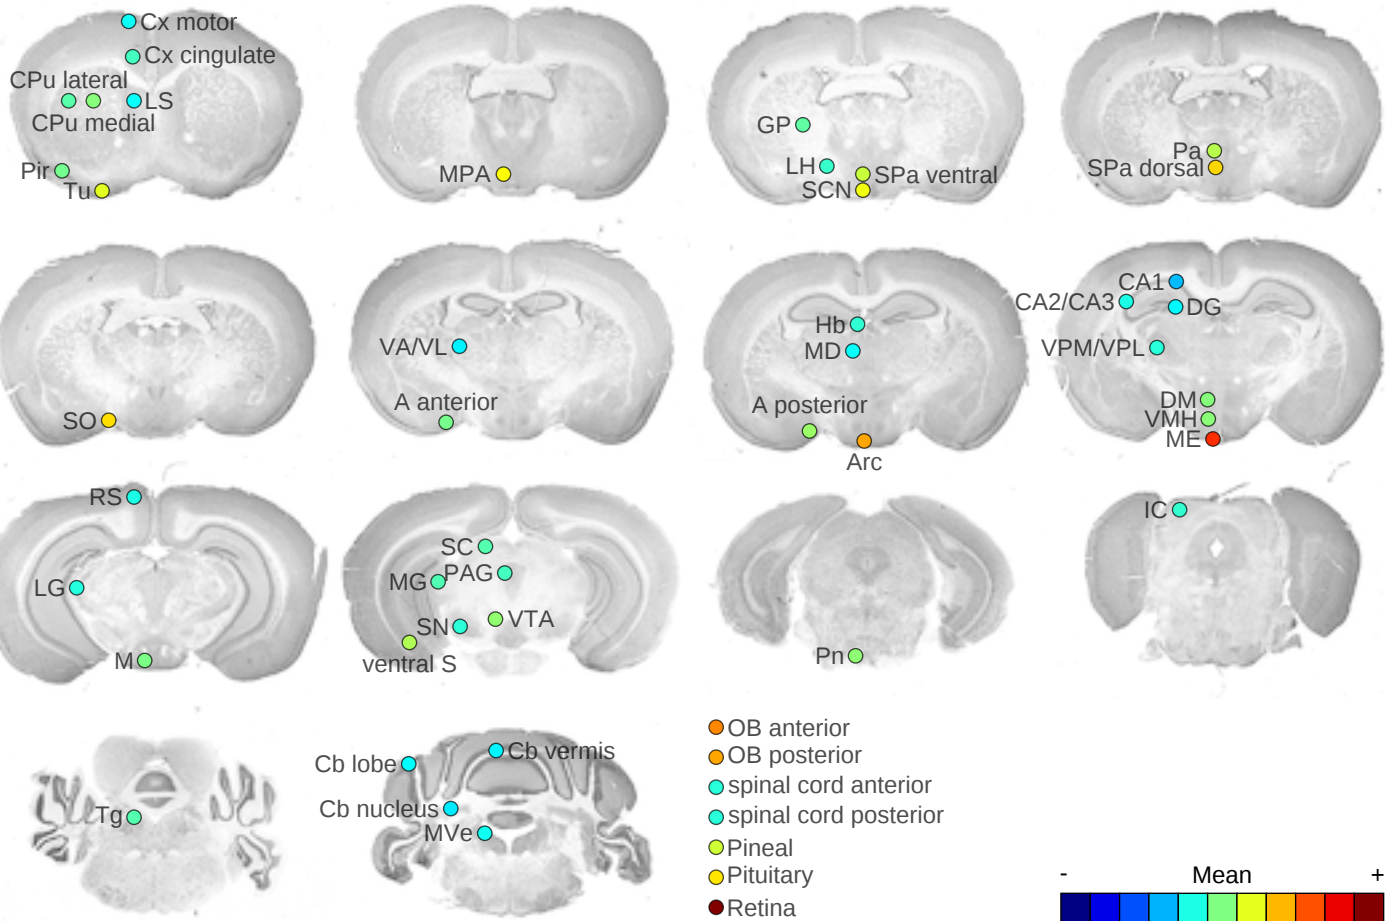 Cx motor
Cx cingulate
CPu lateral
LS
CPu medial
Pir
Tu
MPA
GP
LH
SPa ventral
SCN
Pa
SPa dorsal
SO
VA/VL
A anterior
Hb
MD
A posterior
Arc
CA1
CA2/CA3
DG
VPM/VPL
DM
VMH
ME
RS
LG
M
SC
MG
PAG
SN
VTA
ventral S
Pn
IC
Tg
Cb lobe
Cb vermis
Cb nucleus
MVe
OB anterior
OB posterior
spinal cord anterior
spinal cord posterior
Pineal
Pituitary
Retina
- Mean +